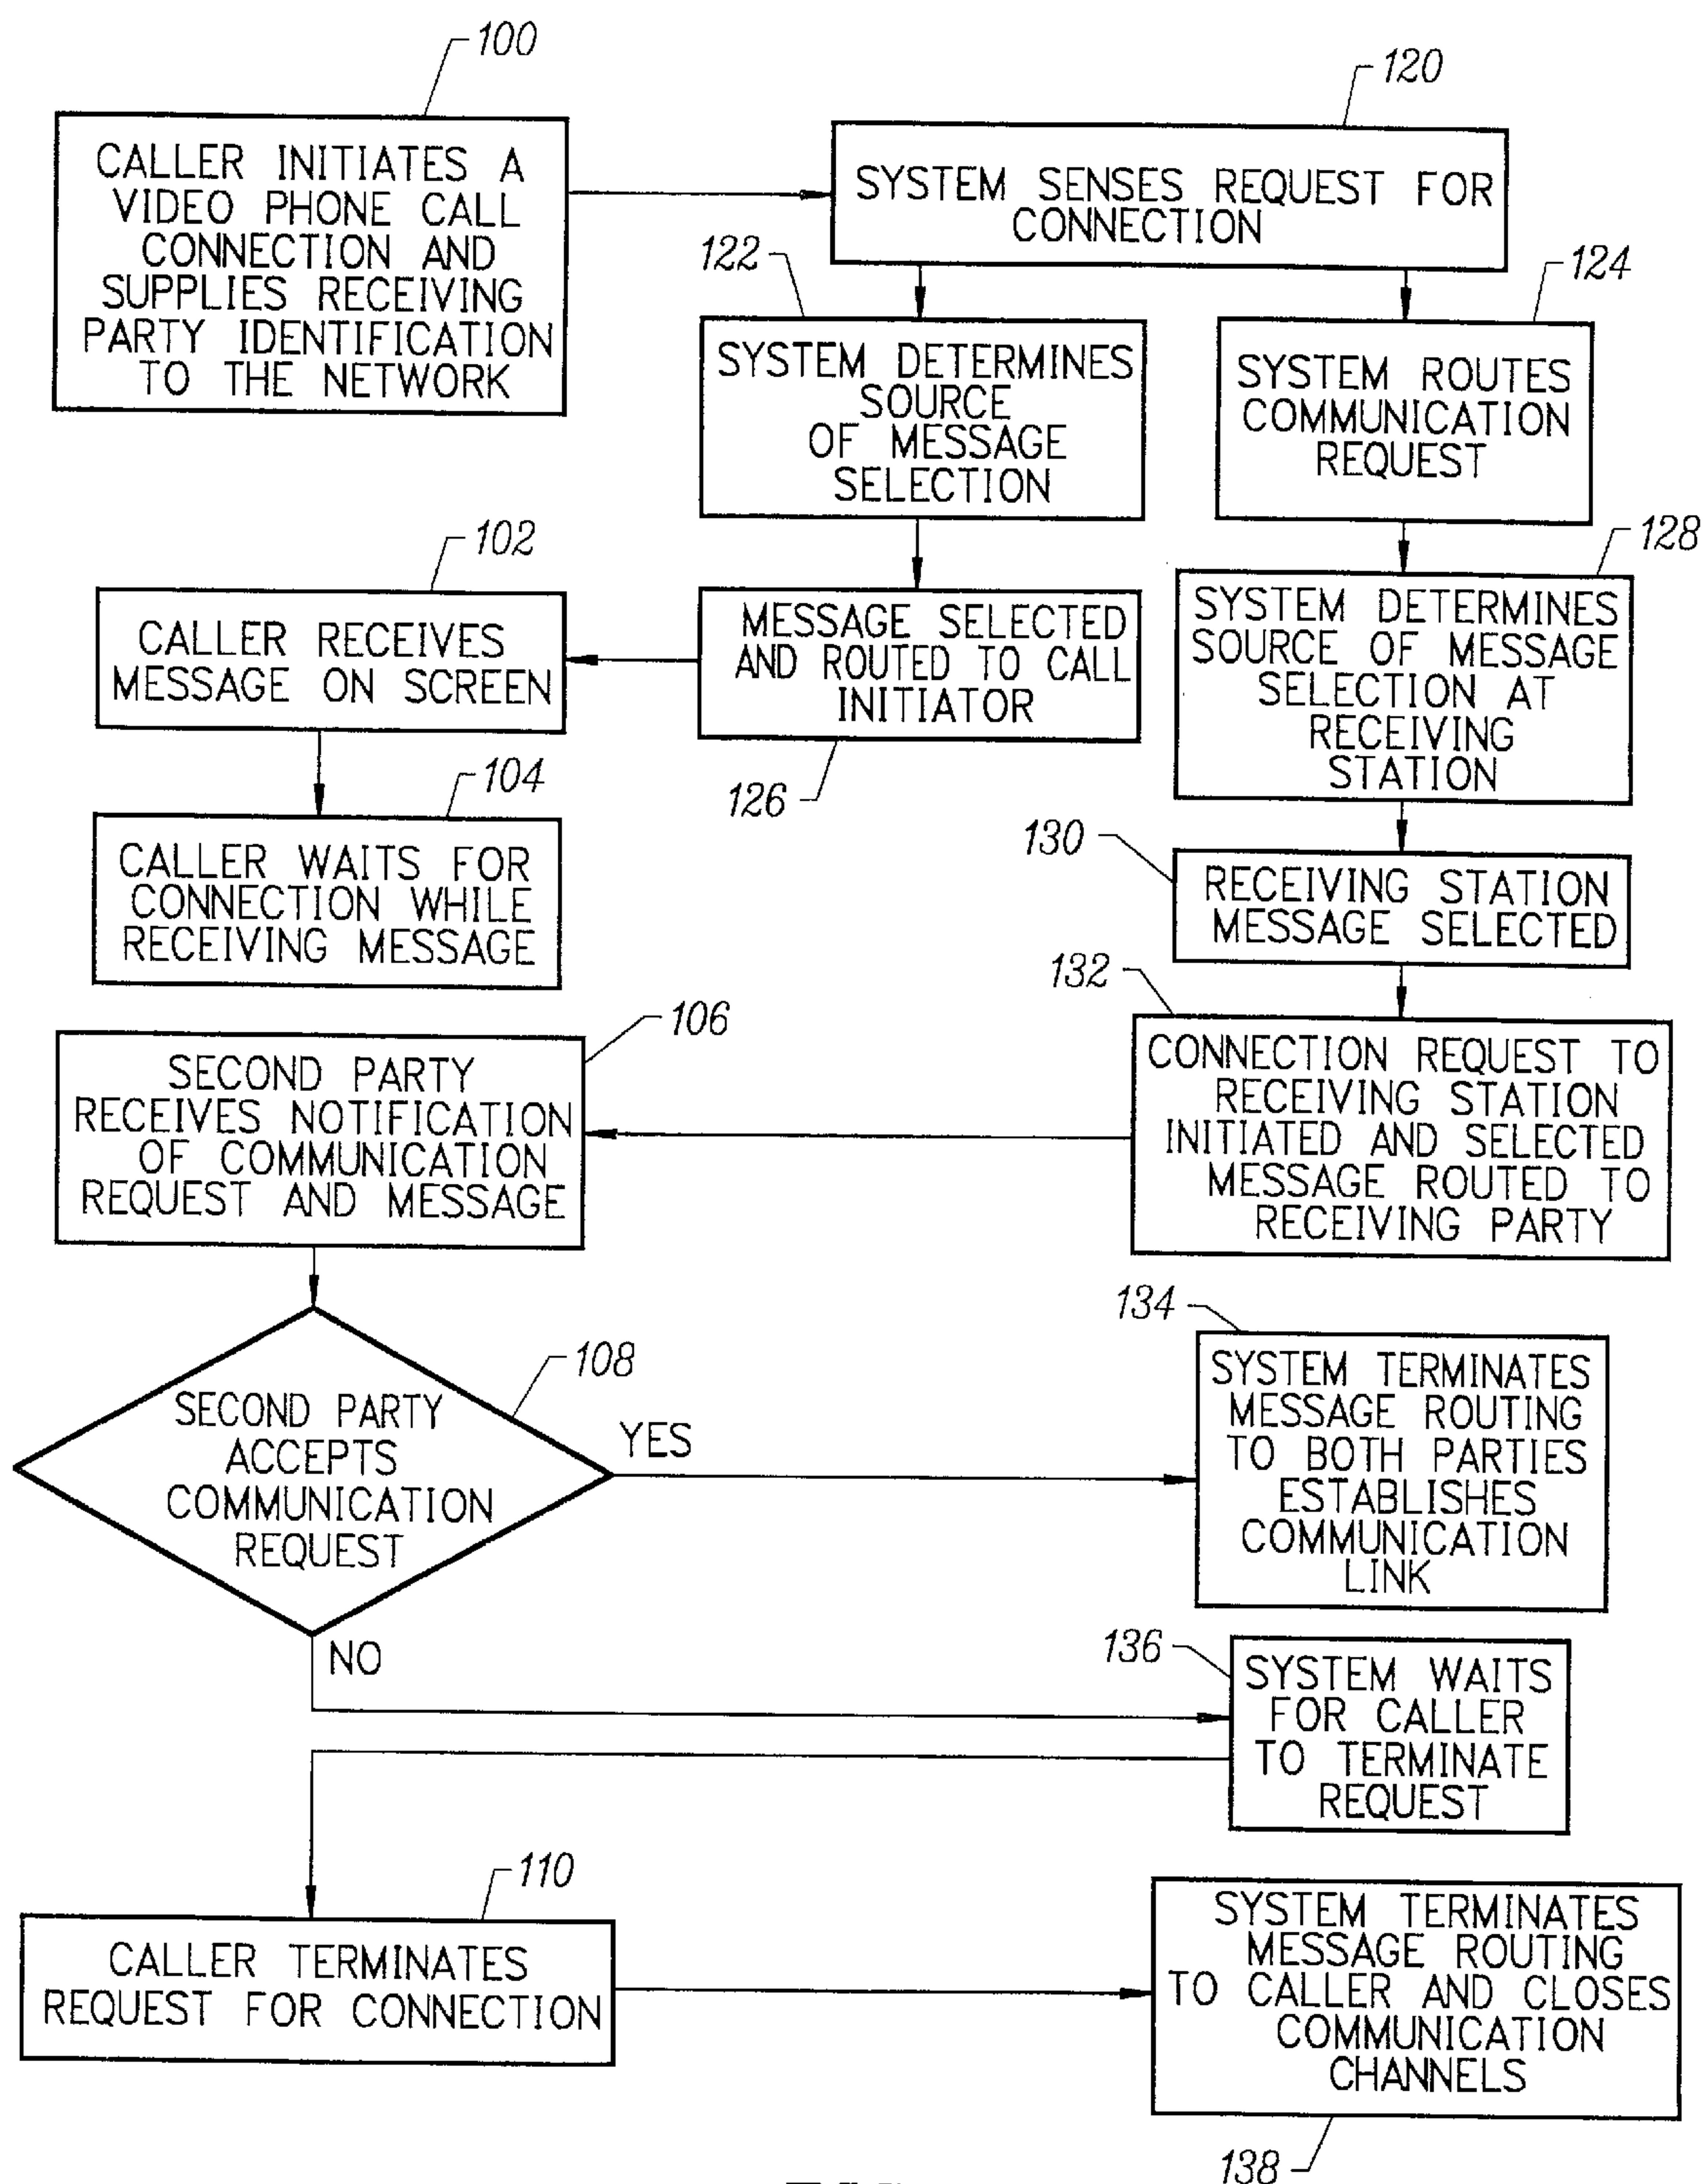 100
CALLER INITIATES A
VIDEO PHONE CALL
CONNECTION AND
SUPPLIES RECEIVING
PARTY IDENTIFICATION
TO THE NETWORK
120
SYSTEM SENSES REQUEST FOR
CONNECTION
122
SYSTEM DETERMINES
SOURCE
OF MESSAGE
SELECTION
124
SYSTEM ROUTES
COMMUNICATION
REQUEST
102
CALLER RECEIVES
MESSAGE ON SCREEN
MESSAGE SELECTED
AND ROUTED TO CALL
INITIATOR
126
128
SYSTEM DETERMINES
SOURCE OF MESSAGE
SELECTION AT
RECEIVING
STATION
104
CALLER WAITS FOR
CONNECTION WHILE
RECEIVING MESSAGE
130
RECEIVING STATION
MESSAGE SELECTED
132
CONNECTION REQUEST TO
RECEIVING STATION
INITIATED AND SELECTED
MESSAGE ROUTED TO
RECEIVING PARTY
106
SECOND PARTY
RECEIVES NOTIFICATION
OF COMMUNICATION
REQUEST AND MESSAGE
108
SECOND PARTY
ACCEPTS
COMMUNICATION
REQUEST
YES
NO
134
SYSTEM TERMINATES
MESSAGE ROUTING
TO BOTH PARTIES
ESTABLISHES
COMMUNICATION
LINK
136
SYSTEM WAITS
FOR CALLER
TO TERMINATE
REQUEST
110
CALLER TERMINATES
REQUEST FOR CONNECTION
SYSTEM TERMINATES
MESSAGE ROUTING
TO CALLER AND CLOSES
COMMUNICATION
CHANNELS
138